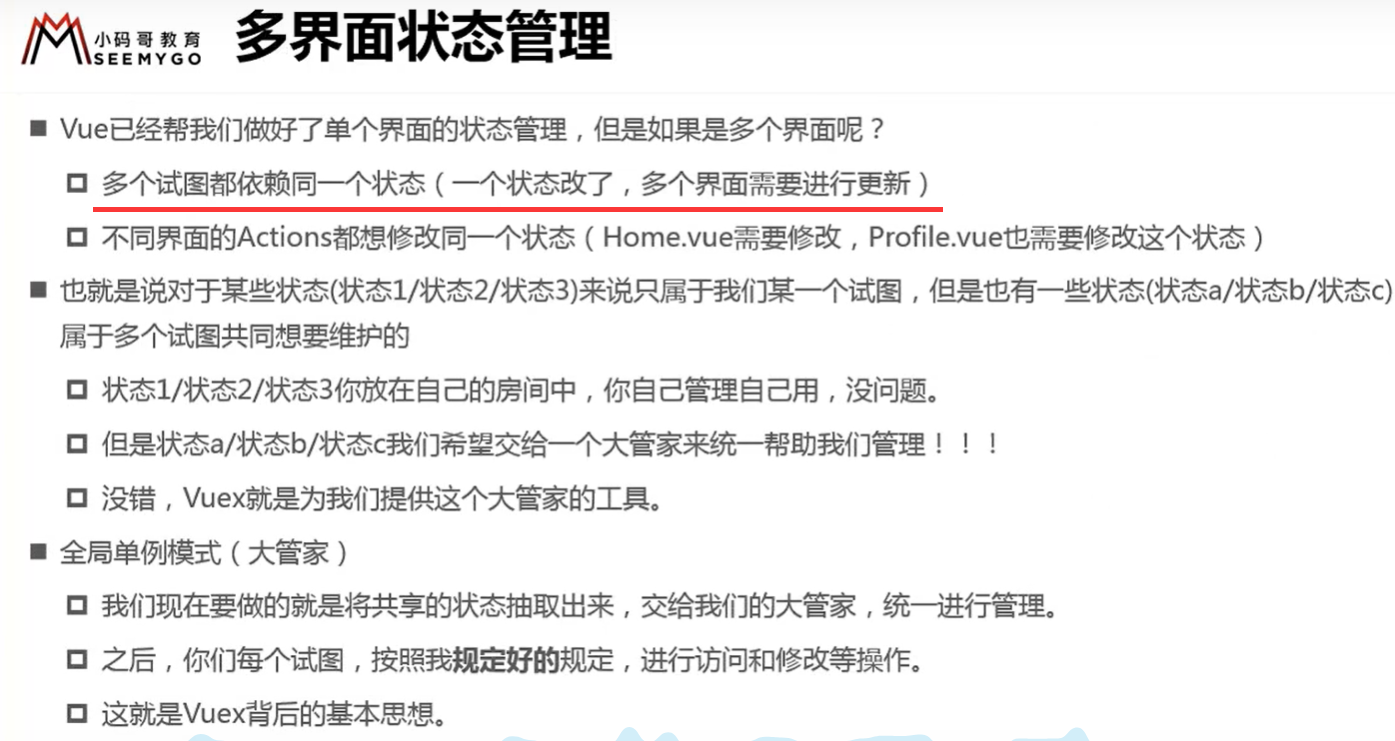 小码哥教育
SEEMYGO
多界面状态管理
Vue已经帮我们做好了单个界面的状态管理，但是如果是多个界面呢？
多个试图都依赖同一个状态（一个状态改了，多个界面需要进行更新）
不同界面的Actions都想修改同一个状态（Home.vue需要修改，Profile.vue也需要修改这个状态）
也就是说对于某些状态(状态1/状态2/状态3)来说只属于我们某一个试图，但是也有一些状态(状态a/状态b/状态c)
属于多个试图共同想要维护的
状态1/状态2/状态3你放在自己的房间中，你自己管理自己用，没问题。
但是状态a/状态b/状态c我们希望交给一个大管家来统一帮助我们管理！！！
没错，Vuex就是为我们提供这个大管家的工具。
全局单例模式（大管家）
我们现在要做的就是将共享的状态抽取出来，交给我们的大管家，统一进行管理。
之后，你们每个试图，按照我规定好的规定，进行访问和修改等操作。
这就是Vuex背后的基本思想。